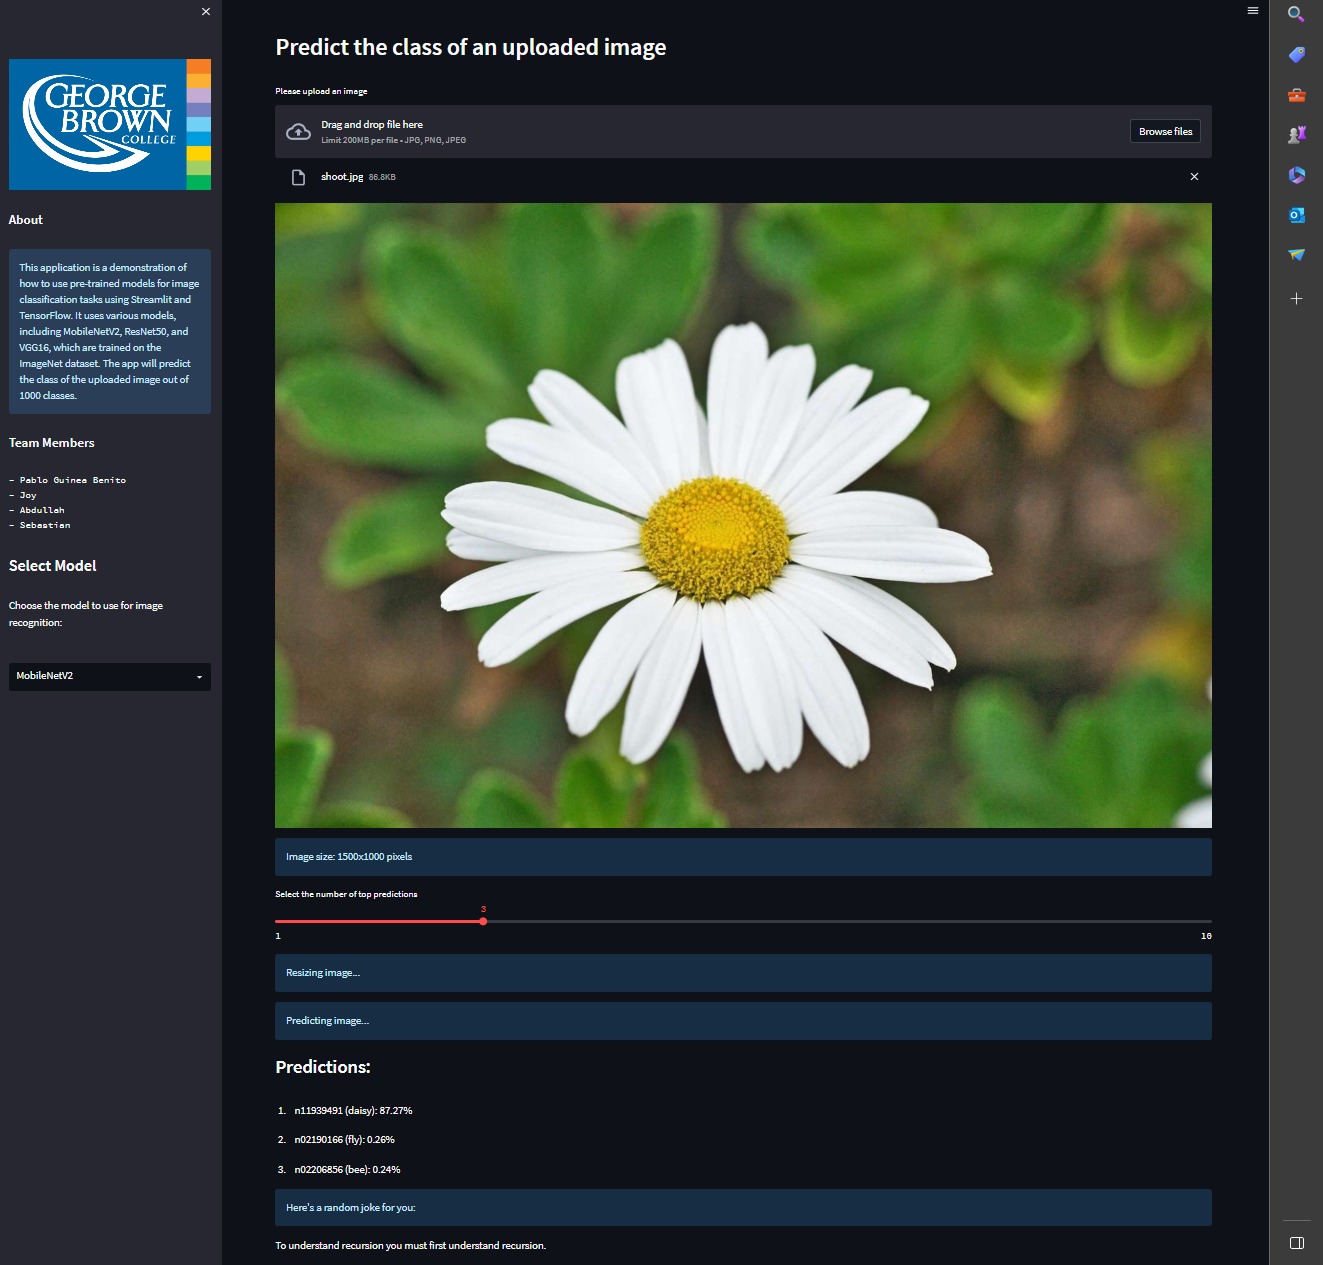 GEORGE
BROWN
COLLEGE
About
This application is a demonstration of
how to use pre-trained models for image
classification tasks using Streamlit and
TensorFlow. It uses various models,
including MobileNetV2, ResNet50, and
VGG16, which are trained on the
ImageNet dataset. The app will predict
the class of the uploaded image out of
1000 classes.
Team Members
- Pablo Guinea Benito
- Joy
- Abdullah
- Sebastian
Select Model
Choose the model to use for image
recognition:
MobileNetV2
Predict the class of an uploaded image
Please upload an image
Drag and drop file here
Limit 200MB per file • JPG, PNG, JPEG
Browse files
shoot.jpg 86.8KB
Image size: 1500x1000 pixels
Select the number of top predictions
3
1 10
Resizing image...
Predicting image...
Predictions:
1. n11939491 (daisy): 87.27%
2. n02190166 (fly): 0.26%
3. n02206856 (bee): 0.24%
Here's a random joke for you:
To understand recursion you must first understand recursion.